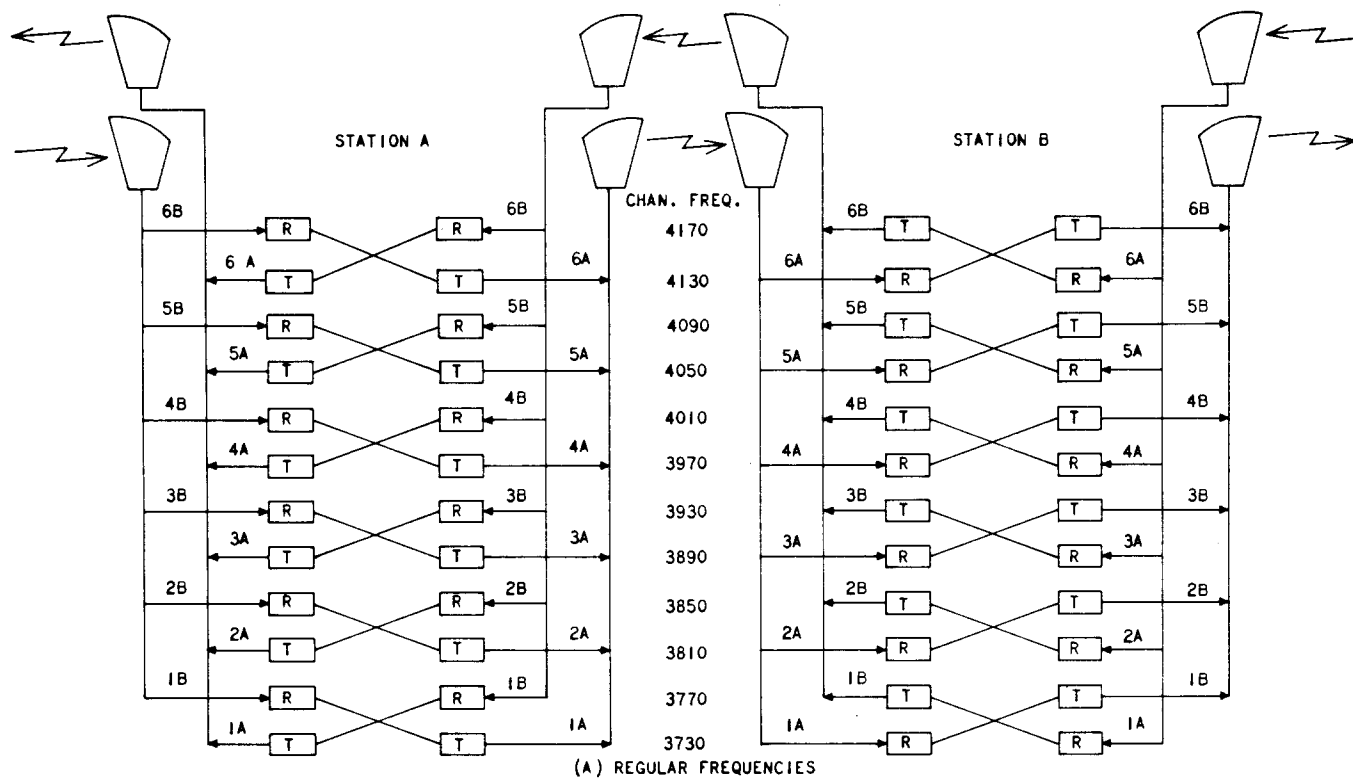 STATION A STATION B
CHAN. FREQ.
6B R R 6B 4170 6B T T 6B
6 A T T 6A 4130 6A R R 6A
5B R R 5B 4090 5B T T 5B
5A T T 5A 4050 5A R R 5A
4B R R 4B 4010 4B T T 4B
4A T T 4A 3970 4A R R 4A
3B R R 3B 3930 3B T T 3B
3A T T 3A 3890 3A R R 3A
2B R R 2B 3850 2B T T 2B
2A T T 2A 3810 2A R R 2A
1B R R 1B 3770 1B T T 1B
1A T T 1A 3730 1A R R 1A
(A) REGULAR FREQUENCIES